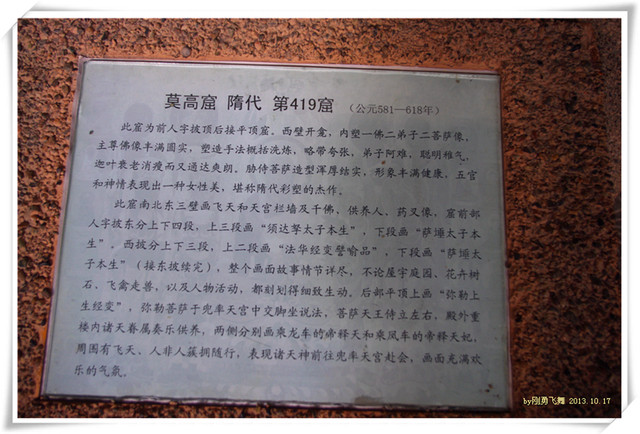 莫高窟 隋代 第419窟 （公元581—618年）
此窟为前人字披顶后接平顶窟。西壁开龛，内塑一佛二弟子二菩萨像，
主尊佛像丰满圆实，塑造手法概括洗炼，略带夸张，弟子阿难，聪明稚气，
迦叶衰老消瘦而又通达爽朗。胁侍菩萨造型浑厚结实，形象丰满健康。五官
和神情表现出一种女性美，堪称隋代彩塑的杰作。
此窟南北东三壁画飞天和天宫栏墙及千佛、供养人、药叉像，窟前部
人字披东分上下四段，上三段画“须达拏太子本生”，下段画“萨埵太子本
生”。西披分上下三段，上二段画“法华经变譬喻品”，下段画“萨埵太
子本生”（接东披续完），整个画面故事情节详尽，不论屋宇庭园、花卉树
石、飞禽走兽，以及人物活动，都刻划得细致生动。后部平顶上画“弥勒上
生经变”，弥勒菩萨于兜率天宫中交脚坐说法，菩萨天王侍立左右，殿外重
楼内诸天眷属奏乐供养，两侧分别画乘龙车的帝释天和乘凤车的帝释天妃，
周围有飞天、人非人簇拥随行，表现诸天神前往兜率天宫赴会，画面充满欢
乐的气氛。
by刚勇飞舞 2013.10.17